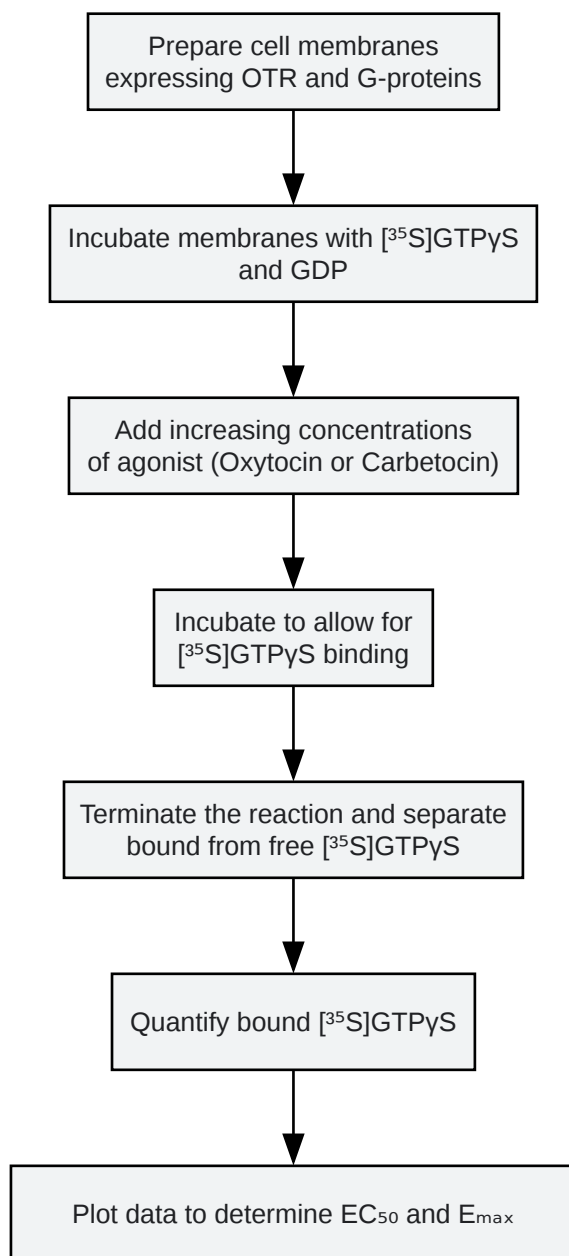 Prepare cell membranes
expressing OTR and G-proteins
Incubate membranes with [³⁵S]GTPγS
and GDP
Add increasing concentrations
of agonist (Oxytocin or Carbetocin)
Incubate to allow for
[³⁵S]GTPγS binding
Terminate the reaction and separate
bound from free [³⁵S]GTPγS
Quantify bound [³⁵S]GTPγS
Plot data to determine EC₅₀ and Eₘₐₓ